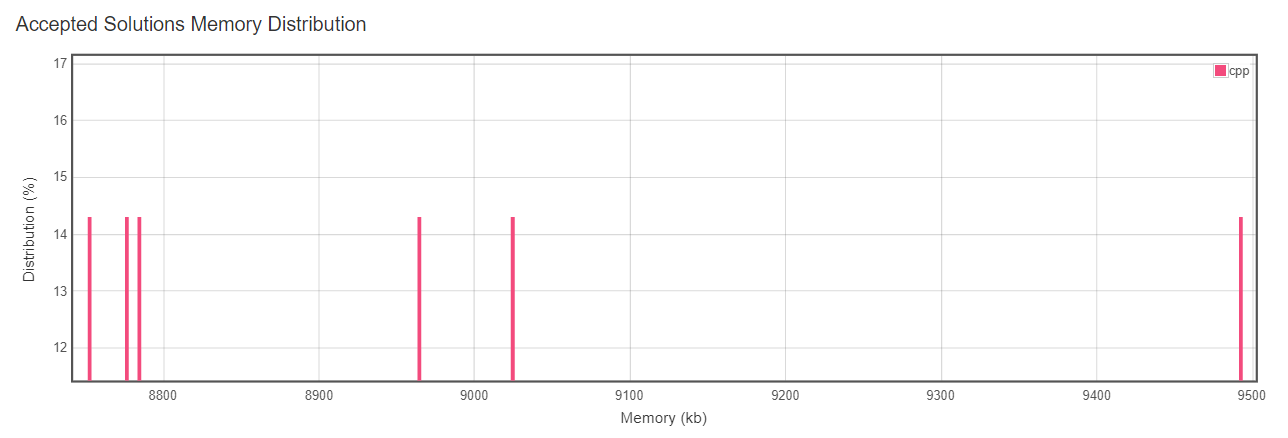 Accepted Solutions Memory Distribution
17
cpp
16
15
14
13
12
Distribution (%)
8800 8900 9000 9100 9200 9300 9400 9500
Memory (kb)